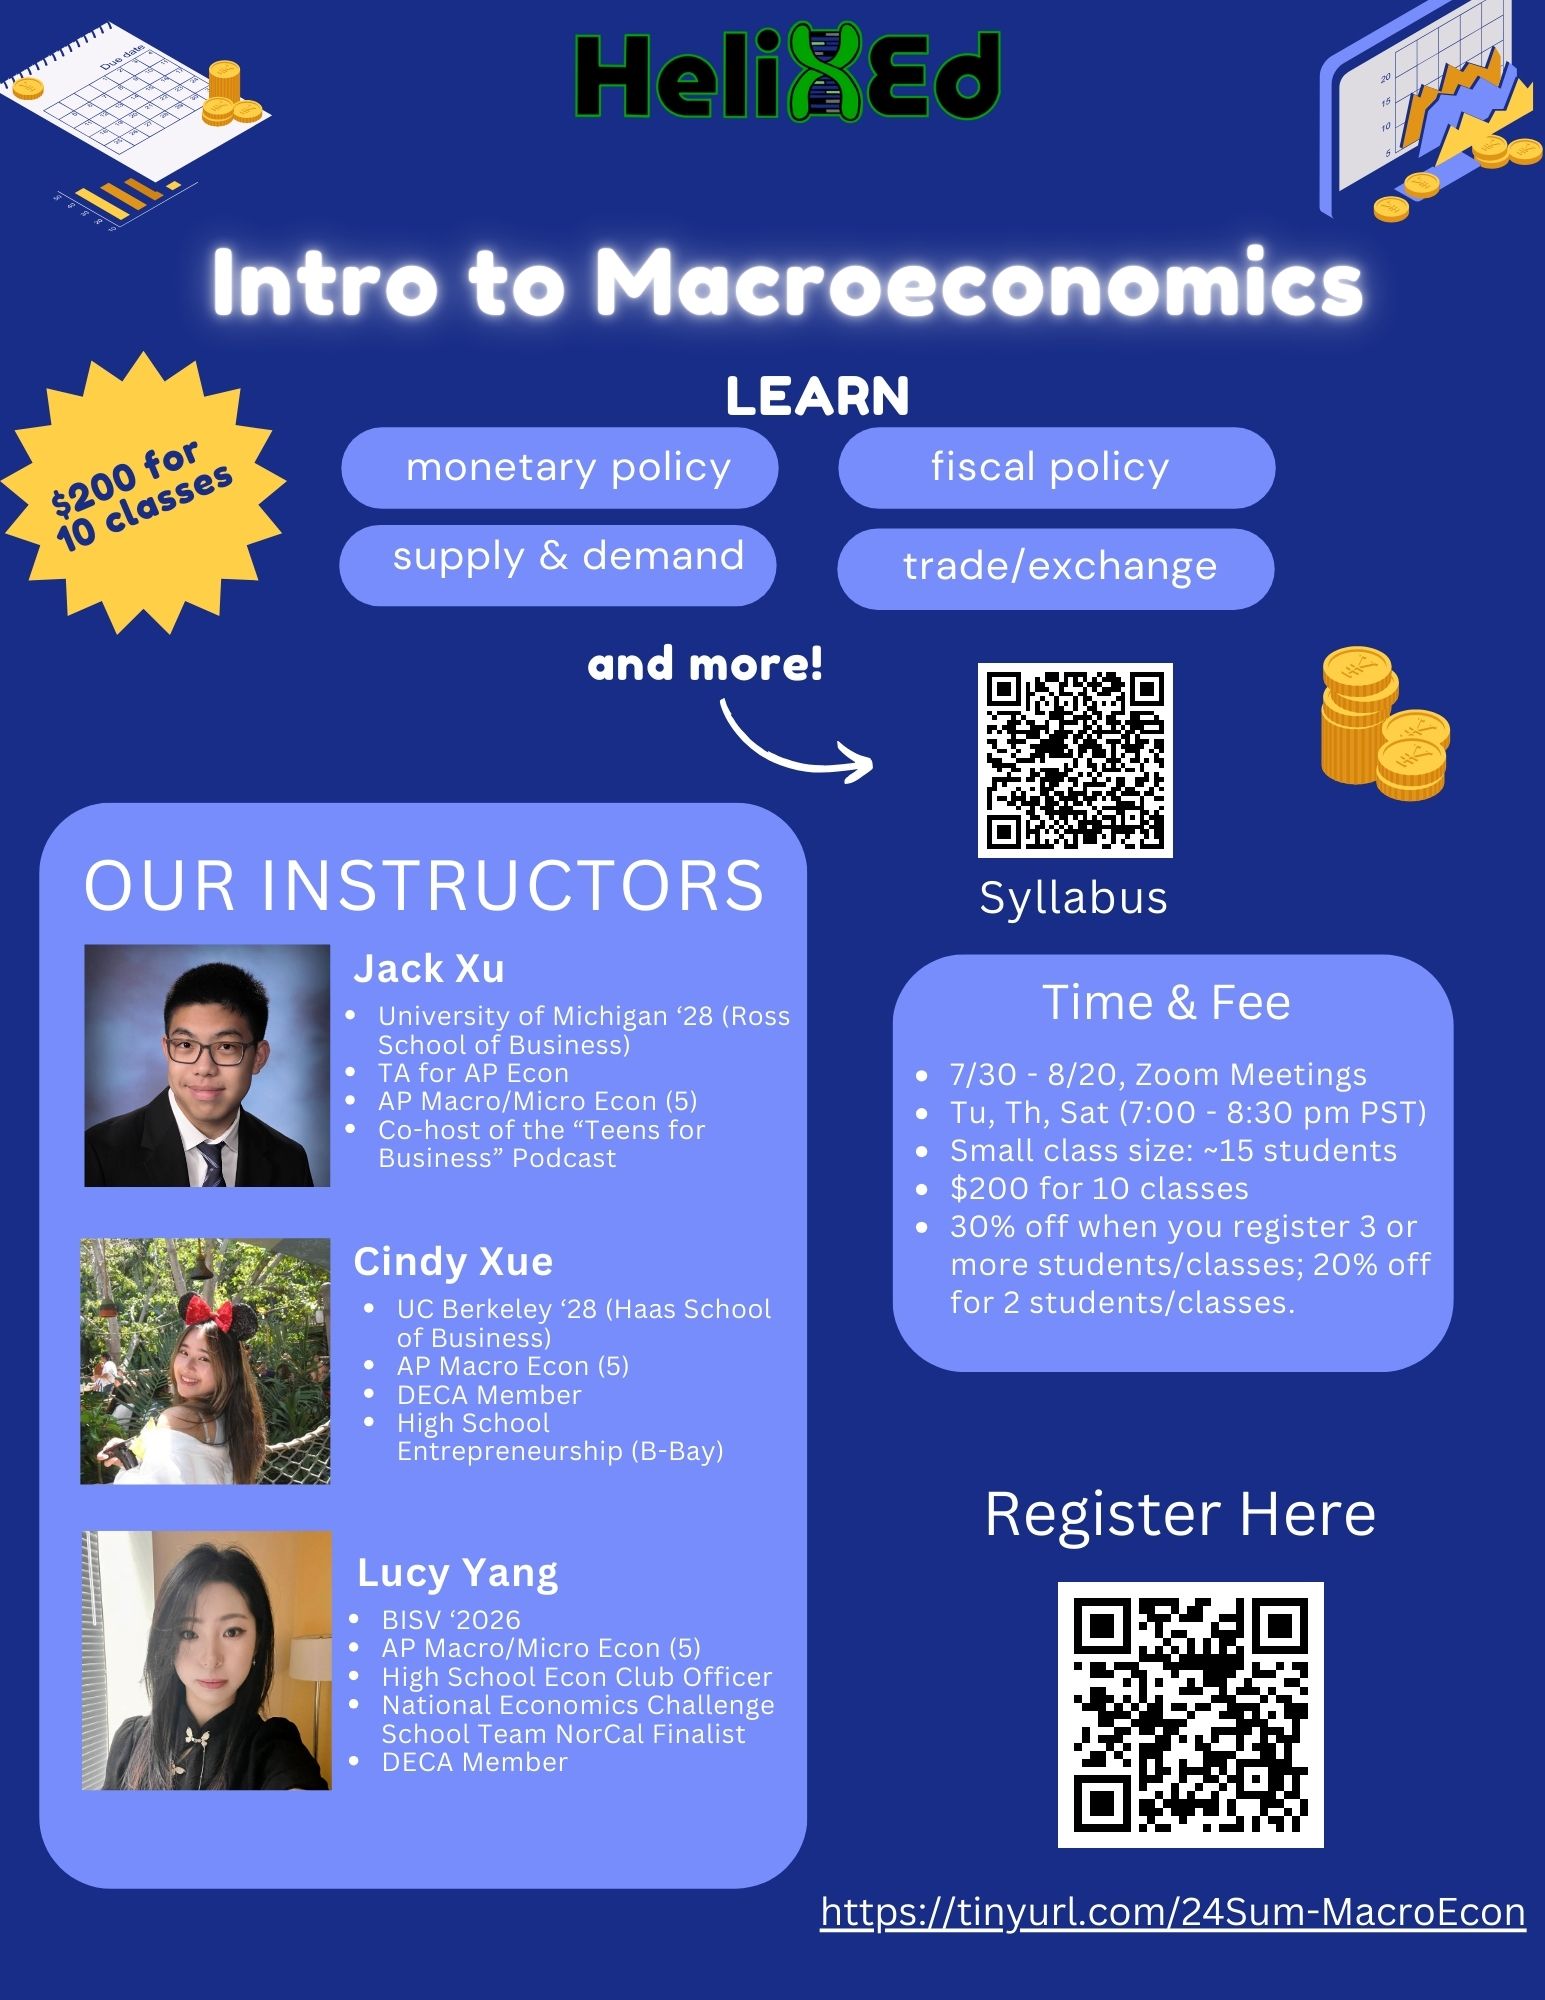 HeliXEd
Due date
20
15
10
5
Intro to Macroeconomics
$200 for
10 classes
LEARN
monetary policy
fiscal policy
supply & demand
trade/exchange
and more!
Syllabus
OUR INSTRUCTORS
Jack Xu
• University of Michigan ‘28 (Ross
School of Business)
• TA for AP Econ
• AP Macro/Micro Econ (5)
• Co-host of the “Teens for
Business” Podcast
Cindy Xue
• UC Berkeley ‘28 (Haas School
of Business)
• AP Macro Econ (5)
• DECA Member
• High School
Entrepreneurship (B-Bay)
Lucy Yang
• BISV ‘2026
• AP Macro/Micro Econ (5)
• High School Econ Club Officer
• National Economics Challenge
School Team NorCal Finalist
• DECA Member
Time & Fee
• 7/30 - 8/20, Zoom Meetings
• Tu, Th, Sat (7:00 - 8:30 pm PST)
• Small class size: ~15 students
• $200 for 10 classes
• 30% off when you register 3 or
more students/classes; 20% off
for 2 students/classes.
Register Here
https://tinyurl.com/24Sum-MacroEcon